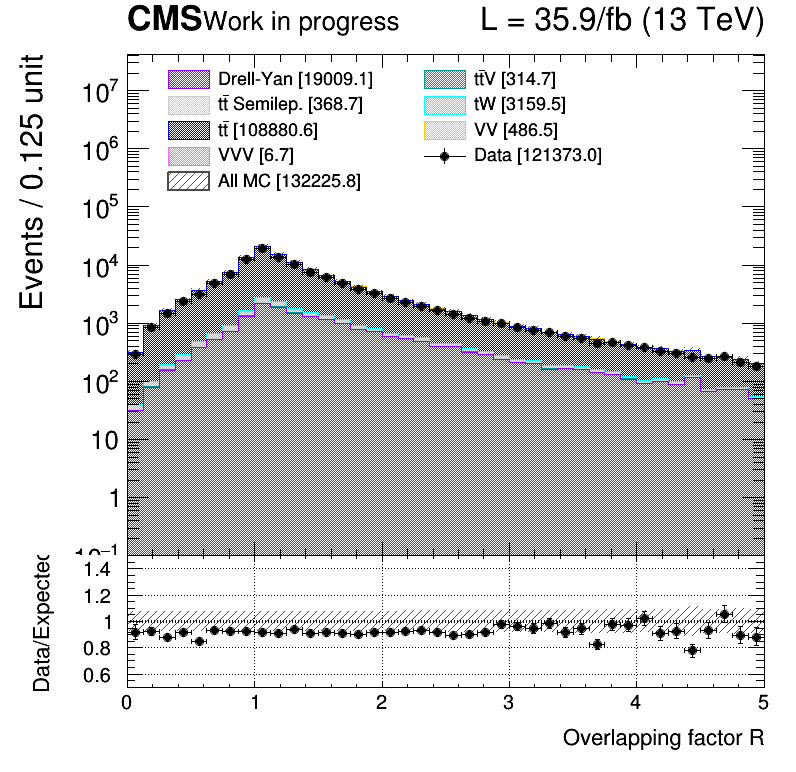 CMS Work in progress L = 35.9/fb (13 TeV)
Drell-Yan [19009.1]
tt̄ Semilep. [368.7]
tt̄ [108880.6]
VVV [6.7]
All MC [132225.8]
tt̄V [314.7]
tW [3159.5]
VV [486.5]
Data [121373.0]
Events / 0.125 unit
10⁷
10⁶
10⁵
10⁴
10³
10²
10
1
10⁻¹
Data/Expected
1.4
1.2
1
0.8
0.6
0 1 2 3 4 5
Overlapping factor R